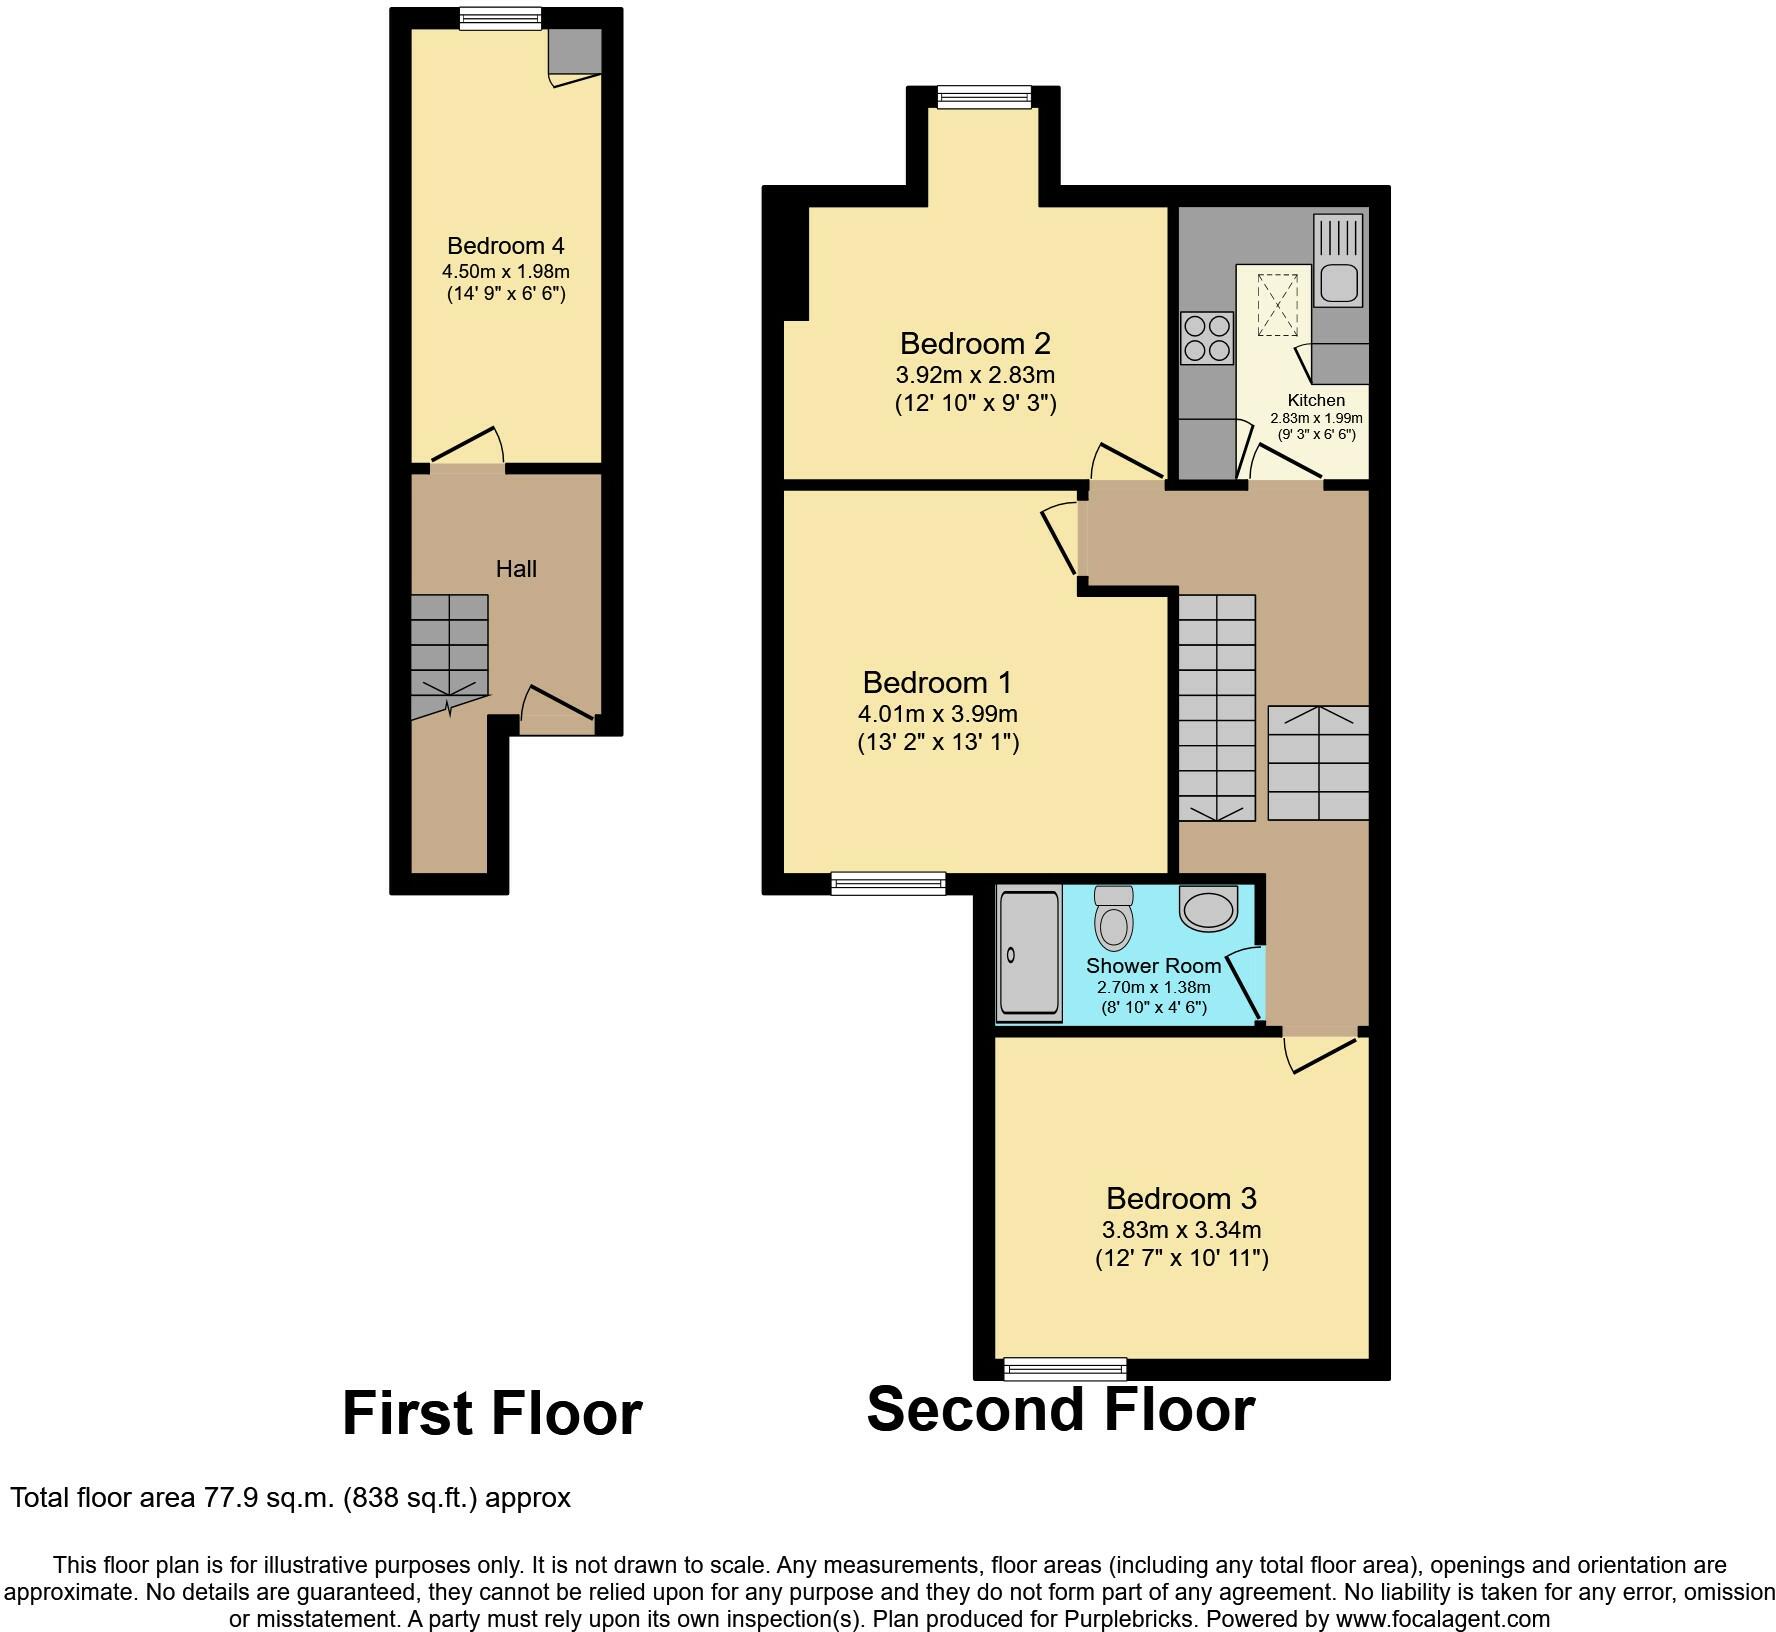 Bedroom 4
4.50m x 1.98m
(14' 9" x 6' 6")
Hall
Bedroom 2
3.92m x 2.83m
(12' 10" x 9' 3")
Kitchen
2.83m x 1.99m
(9' 3" x 6' 6")
Bedroom 1
4.01m x 3.99m
(13' 2" x 13' 1")
Shower Room
2.70m x 1.38m
(8' 10" x 4' 6")
Bedroom 3
3.83m x 3.34m
(12' 7" x 10' 11")
First Floor
Second Floor
Total floor area 77.9 sq.m. (838 sq.ft.) approx
This floor plan is for illustrative purposes only. It is not drawn to scale. Any measurements, floor areas (including any total floor area), openings and orientation are
approximate. No details are guaranteed, they cannot be relied upon for any purpose and they do not form part of any agreement. No liability is taken for any error, omission
or misstatement. A party must rely upon its own inspection(s). Plan produced for Purplebricks. Powered by www.focalagent.com